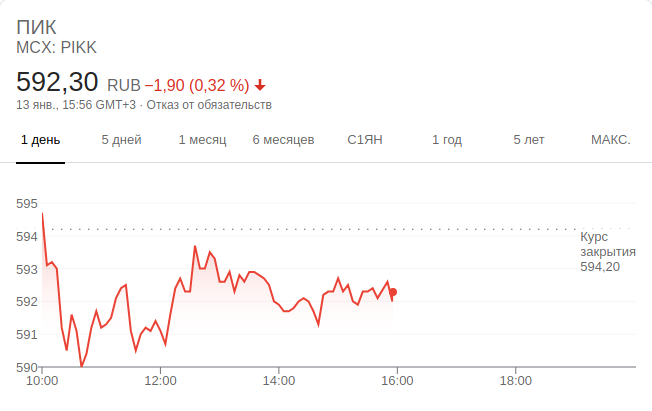 ПИК
MCX: PIKK
592,30 RUB −1,90 (0,32 %)
13 янв., 15:56 GMT+3 · Отказ от обязательств
1 день 5 дней 1 месяц 6 месяцев С1ЯН 1 год 5 лет МАКС.
595
594
593
592
591
590
Курс
закрытия
594,20
10:00 12:00 14:00 16:00 18:00